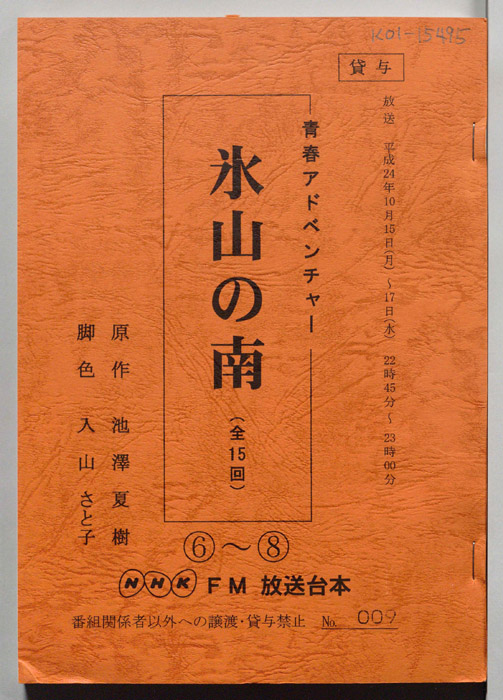 K01-15495
貸与
放送 平成24年10月15日(月)～17日(水) 22時45分～23時00分
青春アドベンチャー
氷山の南
(全15回)
原作 池澤夏樹
脚色 入山さと子
⑥～⑧
NHK FM 放送台本
番組関係者以外への譲渡・貸与禁止 No. 009